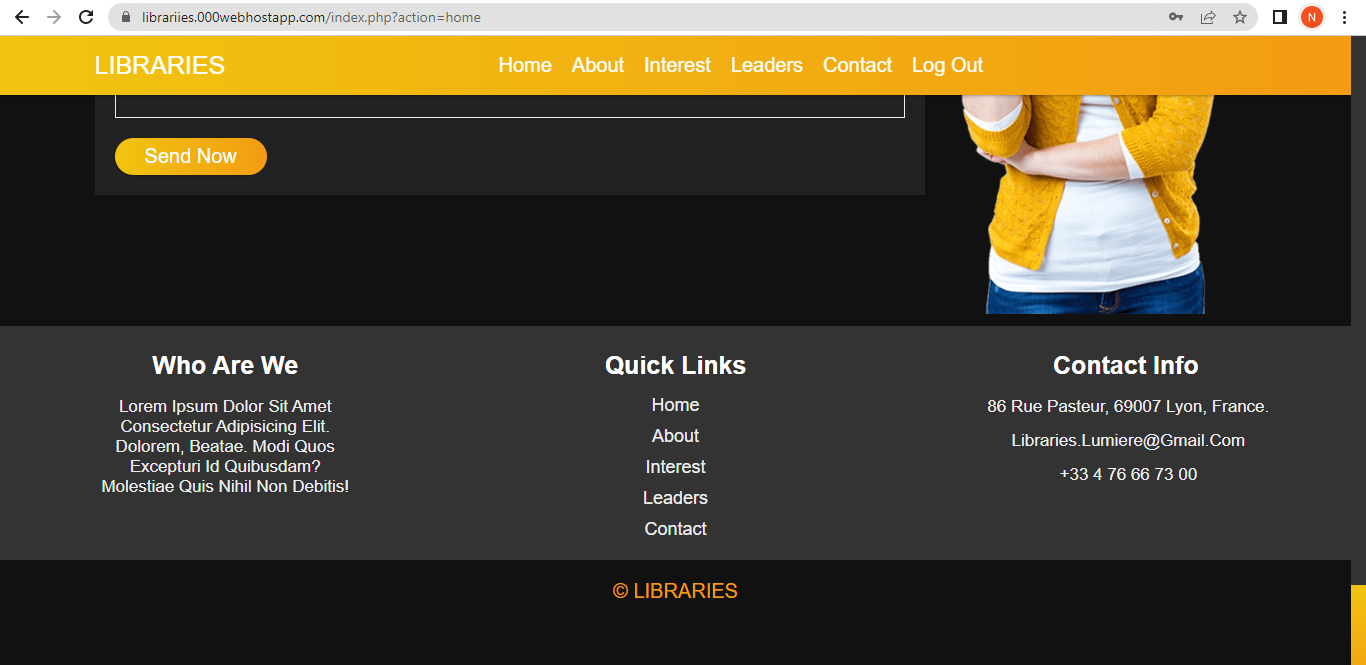 librariies.000webhostapp.com/index.php?action=home
N
LIBRARIES
Home About Interest Leaders Contact Log Out
Send Now
Who Are We
Lorem Ipsum Dolor Sit Amet
Consectetur Adipisicing Elit.
Dolorem, Beatae. Modi Quos
Excepturi Id Quibusdam?
Molestiae Quis Nihil Non Debitis!
Quick Links
Home
About
Interest
Leaders
Contact
Contact Info
86 Rue Pasteur, 69007 Lyon, France.
Libraries.Lumiere@Gmail.Com
+33 4 76 66 73 00
© LIBRARIES